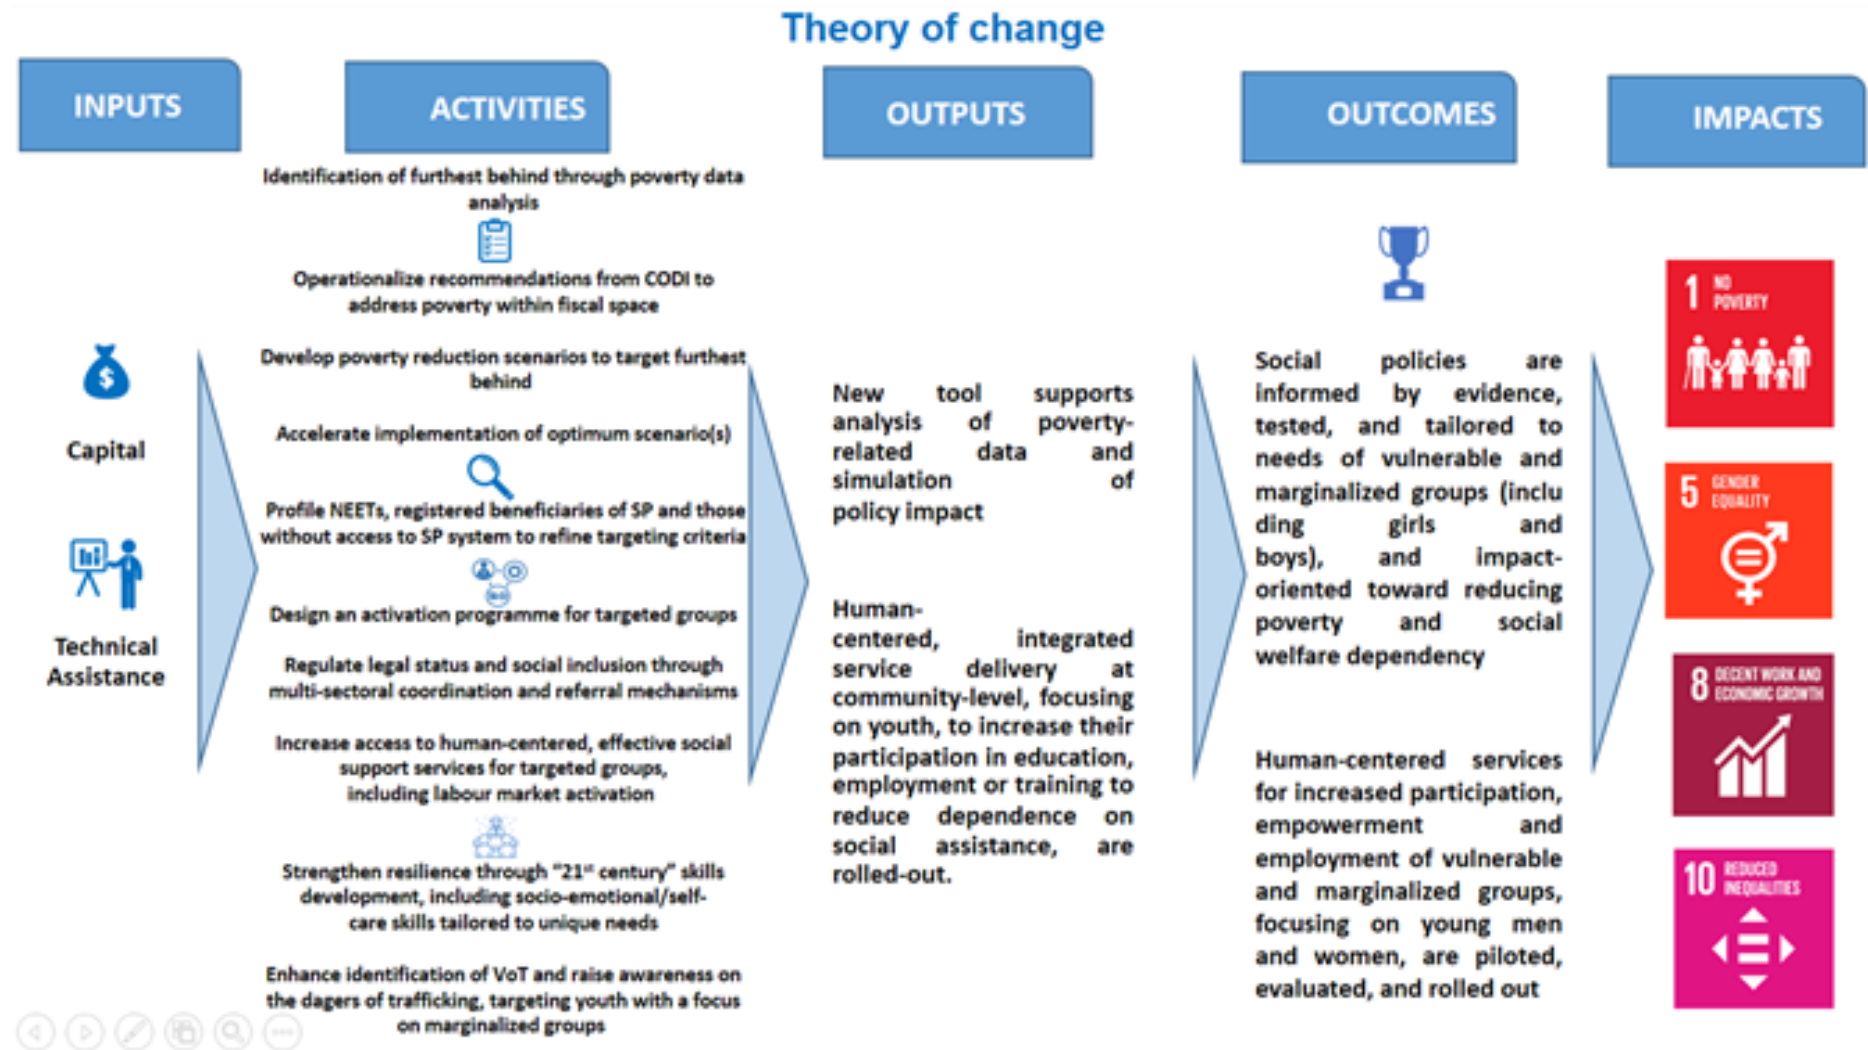 Theory of change
INPUTS
Capital
Technical
Assistance
ACTIVITIES
Identification of furthest behind through poverty data
analysis
Operationalize recommendations from CODI to
address poverty within fiscal space
Develop poverty reduction scenarios to target furthest
behind
Accelerate implementation of optimum scenario(s)
Profile NEETs, registered beneficiaries of SP and those
without access to SP system to refine targeting criteria
Design an activation programme for targeted groups
Regulate legal status and social inclusion through
multi-sectoral coordination and referral mechanisms
Increase access to human-centered, effective social
support services for targeted groups,
including labour market activation
Strengthen resilience through “21st century” skills
development, including socio-emotional/self-
care skills tailored to unique needs
Enhance identification of VoT and raise awareness on
the dagers of trafficking, targeting youth with a focus
on marginalized groups
OUTPUTS
New tool supports
analysis of poverty-
related data and
simulation of
policy impact
Human-
centered, integrated
service delivery at
community-level, focusing
on youth, to increase their
participation in education,
employment or training to
reduce dependence on
social assistance, are
rolled-out.
OUTCOMES
Social policies are
informed by evidence,
tested, and tailored to
needs of vulnerable and
marginalized groups (inclu
ding girls and
boys), and impact-
oriented toward reducing
poverty and social
welfare dependency
Human-centered services
for increased participation,
empowerment and
employment of vulnerable
and marginalized groups,
focusing on young men
and women, are piloted,
evaluated, and rolled out
IMPACTS
1 NO
POVERTY
5 GENDER
EQUALITY
8 DECENT WORK AND
ECONOMIC GROWTH
10 REDUCED
INEQUALITIES